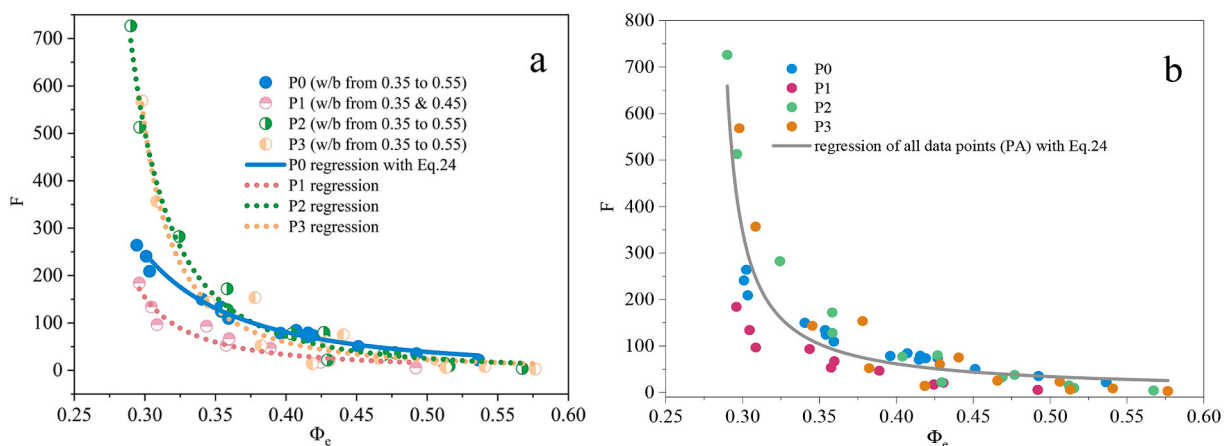 a
700
600
500
400
300
200
100
0
F
P0 (w/b from 0.35 to 0.55)
P1 (w/b from 0.35 & 0.45)
P2 (w/b from 0.35 to 0.55)
P3 (w/b from 0.35 to 0.55)
P0 regression with Eq.24
P1 regression
P2 regression
P3 regression
0.25 0.30 0.35 0.40 0.45 0.50 0.55 0.60
Φe
b
800
700
600
500
400
300
200
100
0
F
P0
P1
P2
P3
regression of all data points (PA) with Eq.24
0.25 0.30 0.35 0.40 0.45 0.50 0.55 0.60
Φe